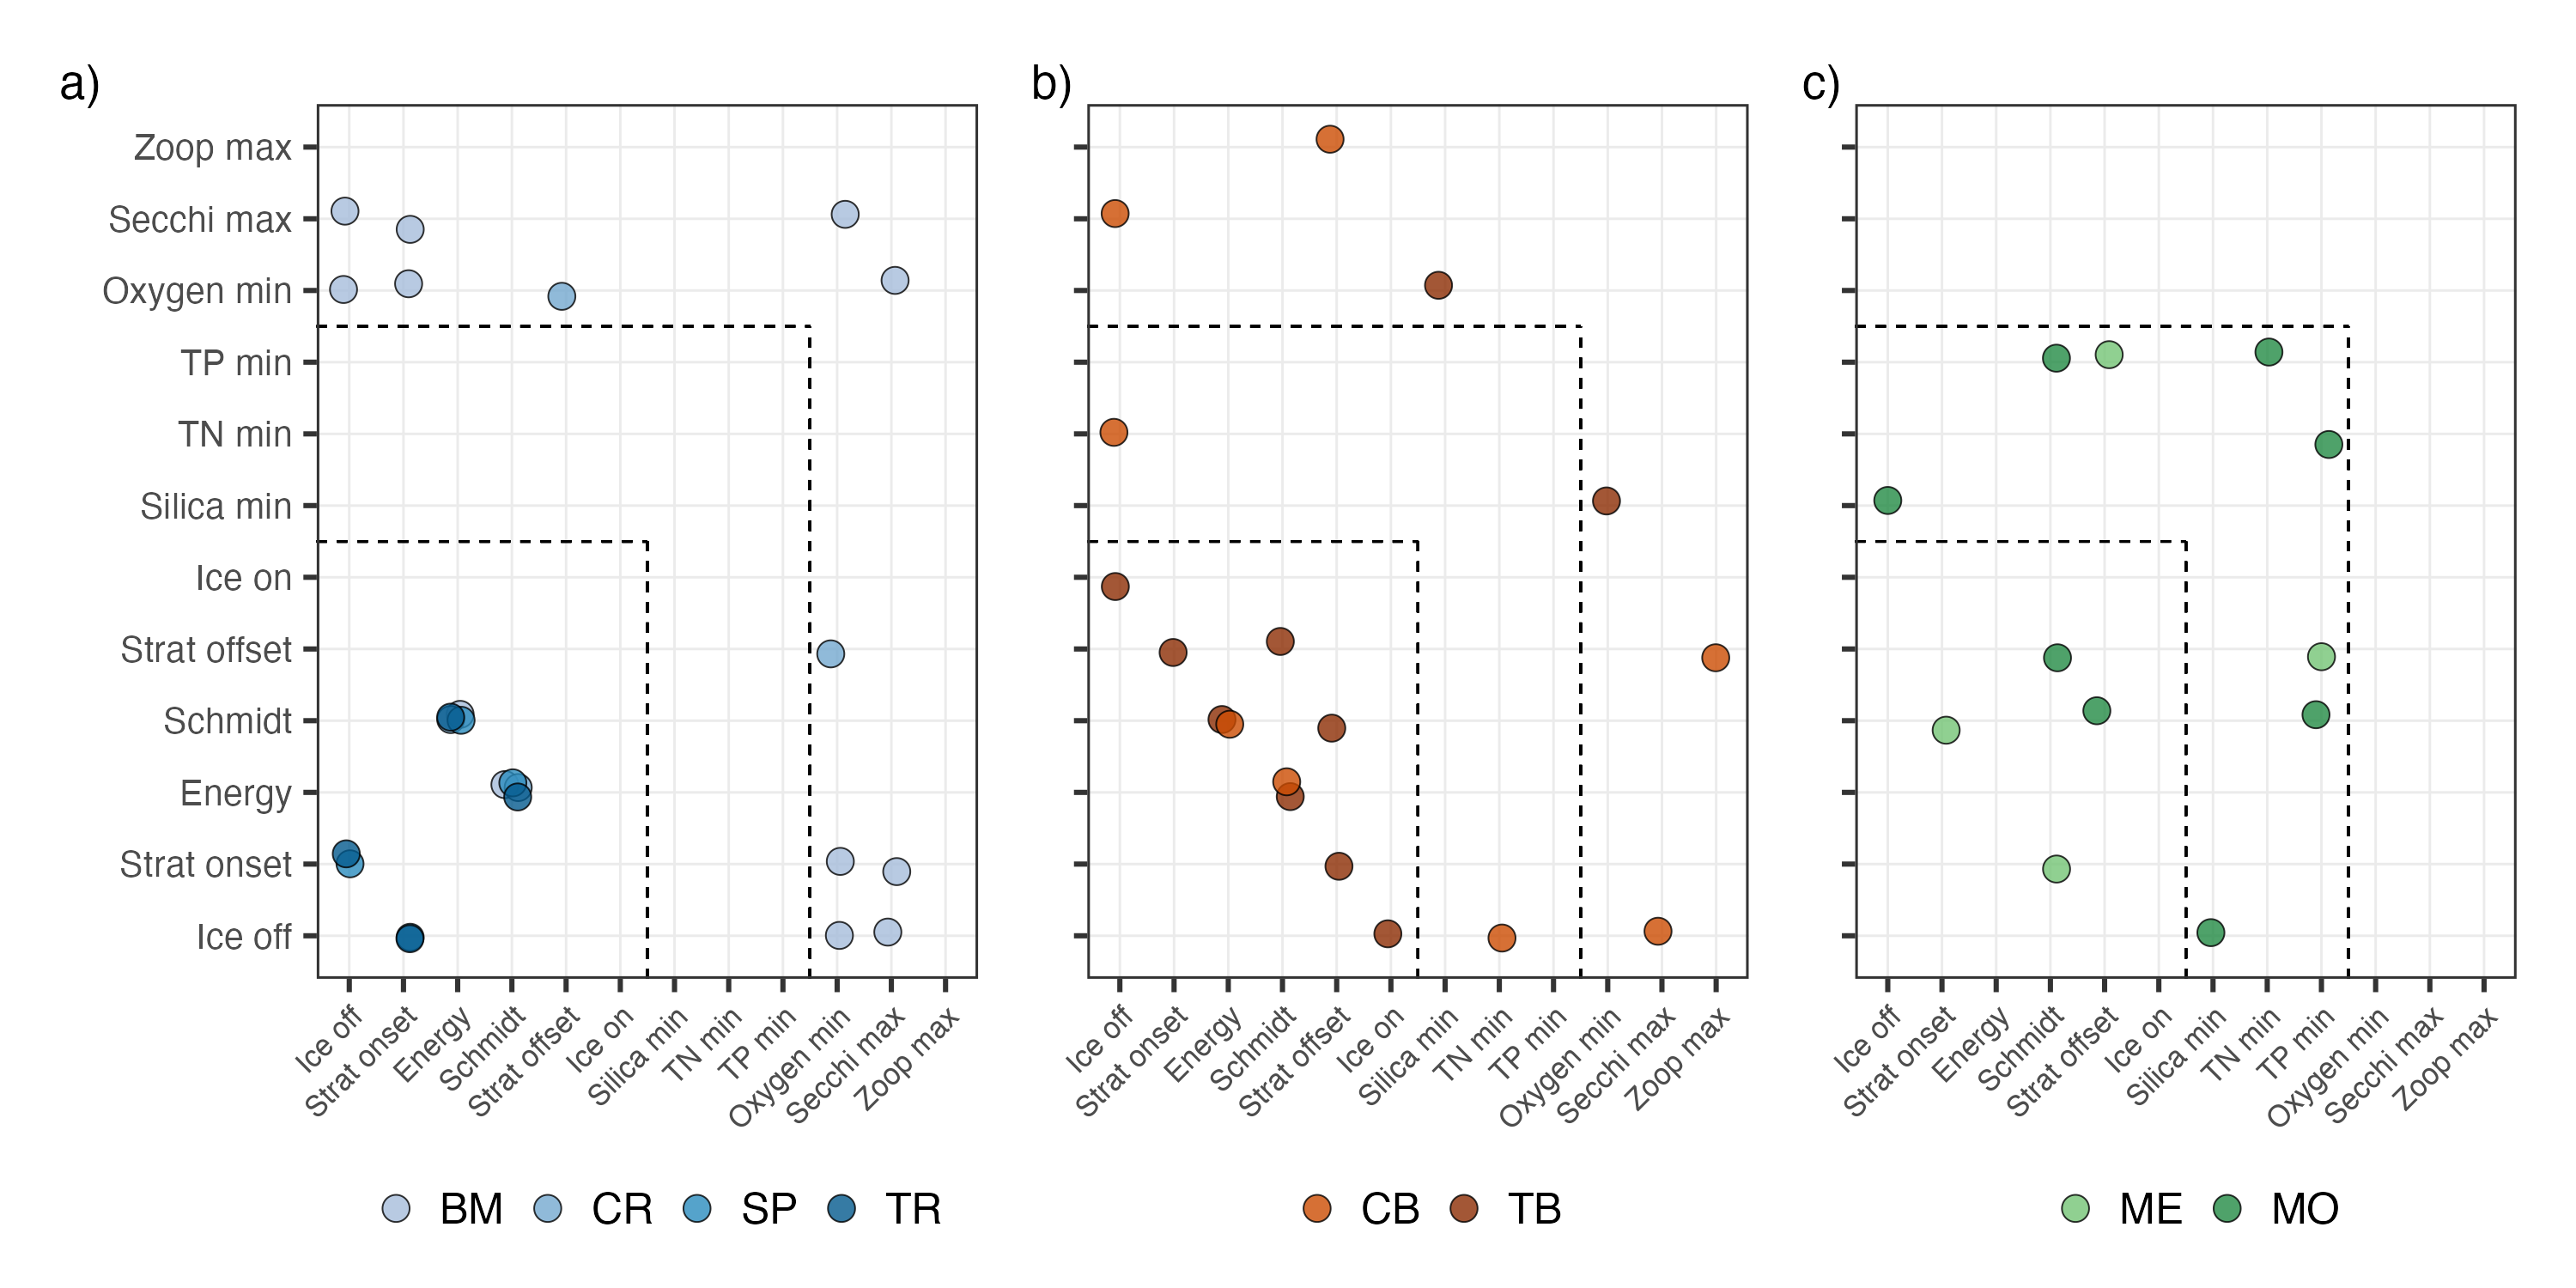 a)
b)
c)
Zoop max
Secchi max
Oxygen min
TP min
TN min
Silica min
Ice on
Strat offset
Schmidt
Energy
Strat onset
Ice off
Ice off
Strat onset
Energy
Schmidt
Strat offset
Ice on
Silica min
TN min
TP min
Oxygen min
Secchi max
Zoop max
Ice off
Strat onset
Energy
Schmidt
Strat offset
Ice on
Silica min
TN min
TP min
Oxygen min
Secchi max
Zoop max
Ice off
Strat onset
Energy
Schmidt
Strat offset
Ice on
Silica min
TN min
TP min
Oxygen min
Secchi max
Zoop max
BM CR SP TR
CB TB
ME MO